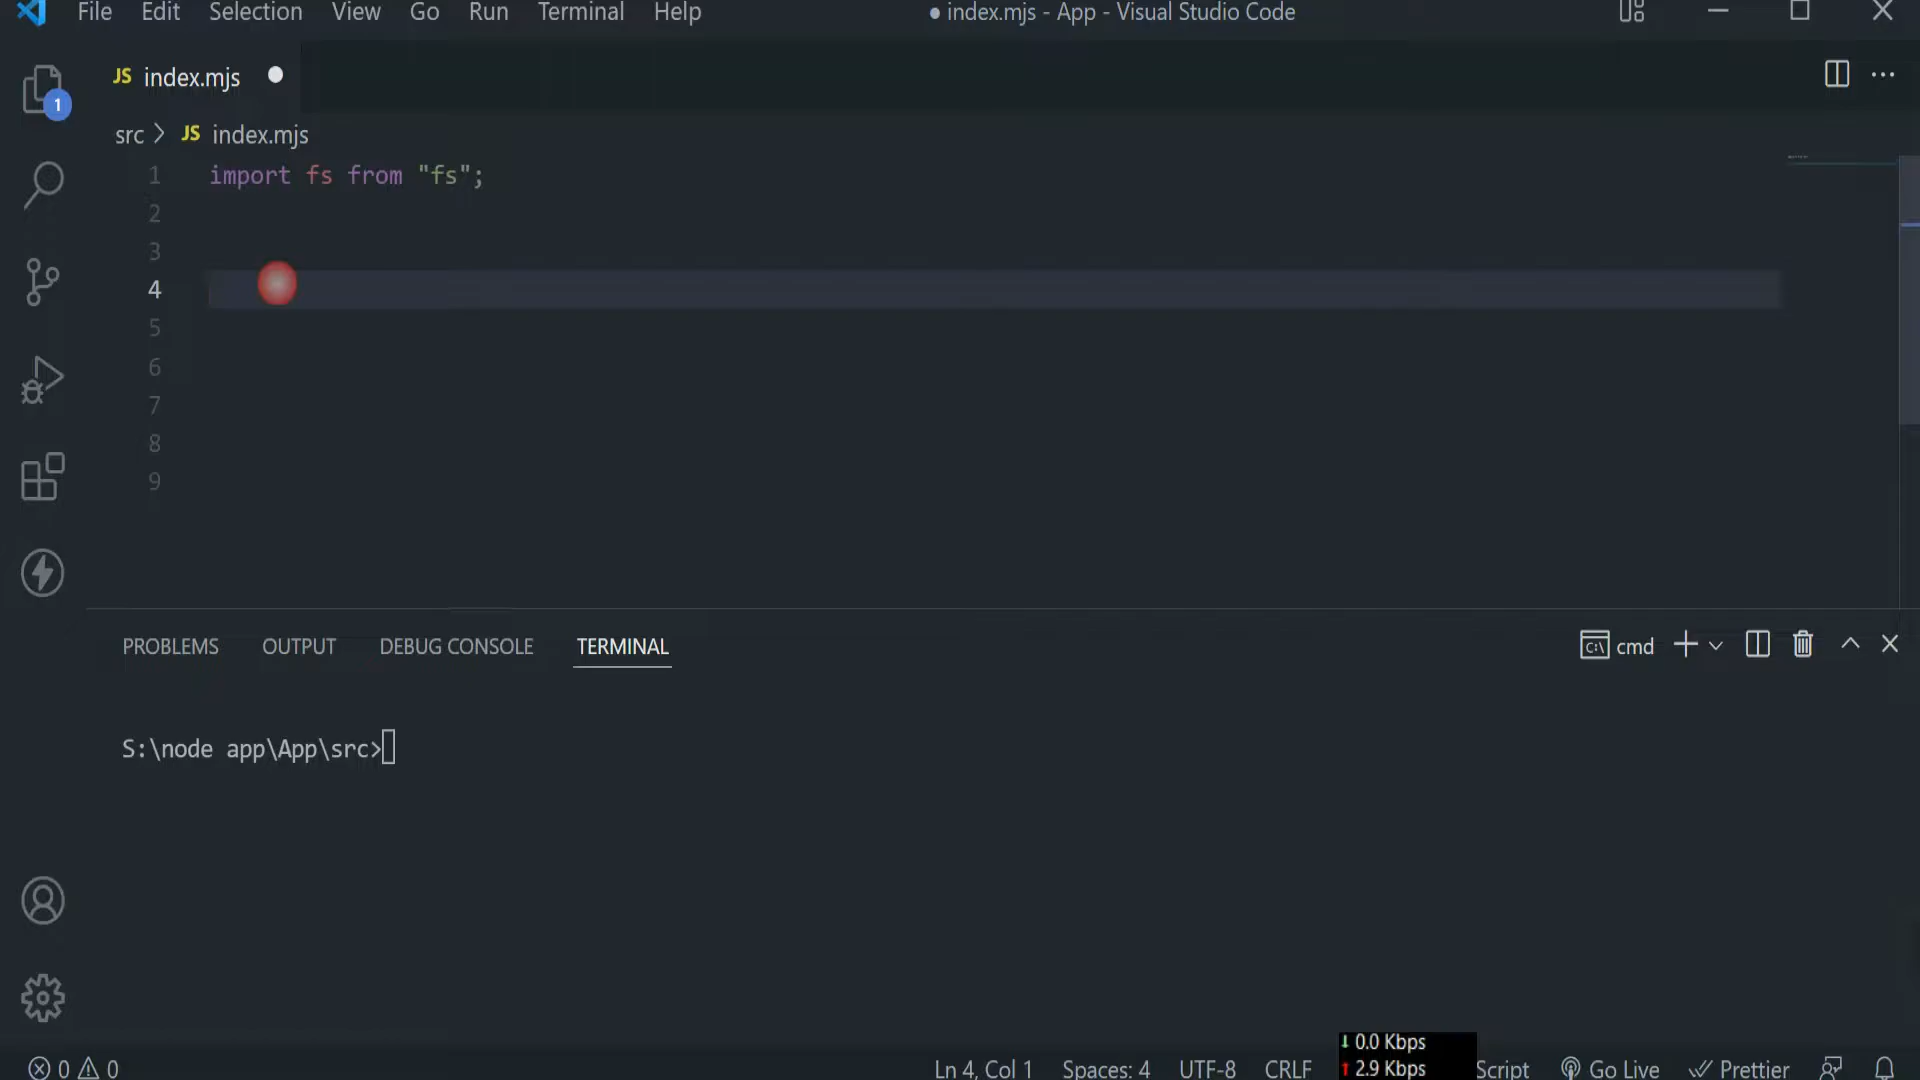 File Edit Selection View Go Run Terminal Help ● index.mjs - App - Visual Studio Code
JS index.mjs ●
1
src > JS index.mjs
1 import fs from "fs";
2
3
4
5
6
7
8
9
PROBLEMS OUTPUT DEBUG CONSOLE TERMINAL cmd
S:\node app\App\src>
↓ 0.0 Kbps
↑ 2.9 Kbps
0 0 Ln 4, Col 1 Spaces: 4 UTF-8 CRLF Script Go Live Prettier